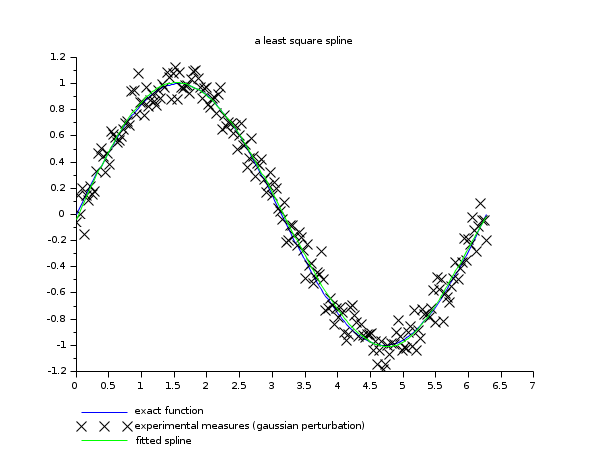 a least square spline
1.2
1
0.8
0.6
0.4
0.2
0
-0.2
-0.4
-0.6
-0.8
-1
-1.2
0 0.5 1 1.5 2 2.5 3 3.5 4 4.5 5 5.5 6 6.5 7
exact function
experimental measures (gaussian perturbation)
fitted spline